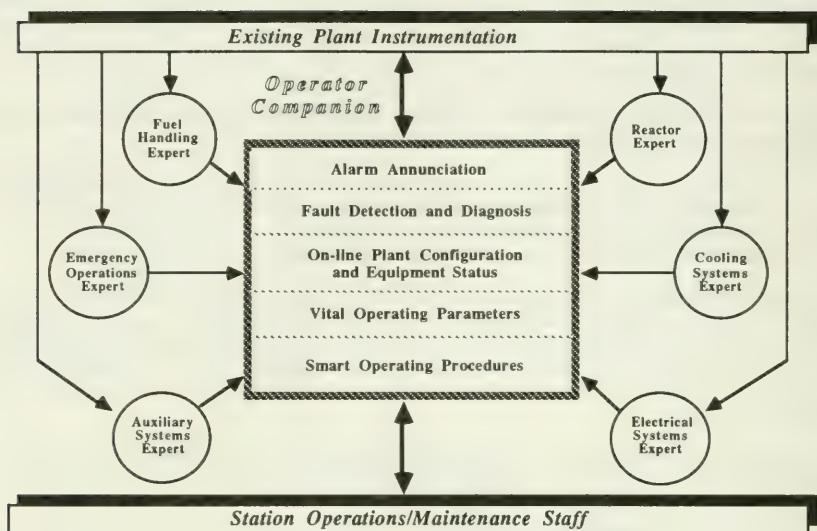 Existing Plant Instrumentation
Operator
Companion
Fuel
Handling
Expert
Reactor
Expert
Alarm Annunciation
Fault Detection and Diagnosis
On-line Plant Configuration
and Equipment Status
Vital Operating Parameters
Smart Operating Procedures
Emergency
Operations
Expert
Cooling
Systems
Expert
Auxiliary
Systems
Expert
Electrical
Systems
Expert
Station Operations/Maintenance Staff